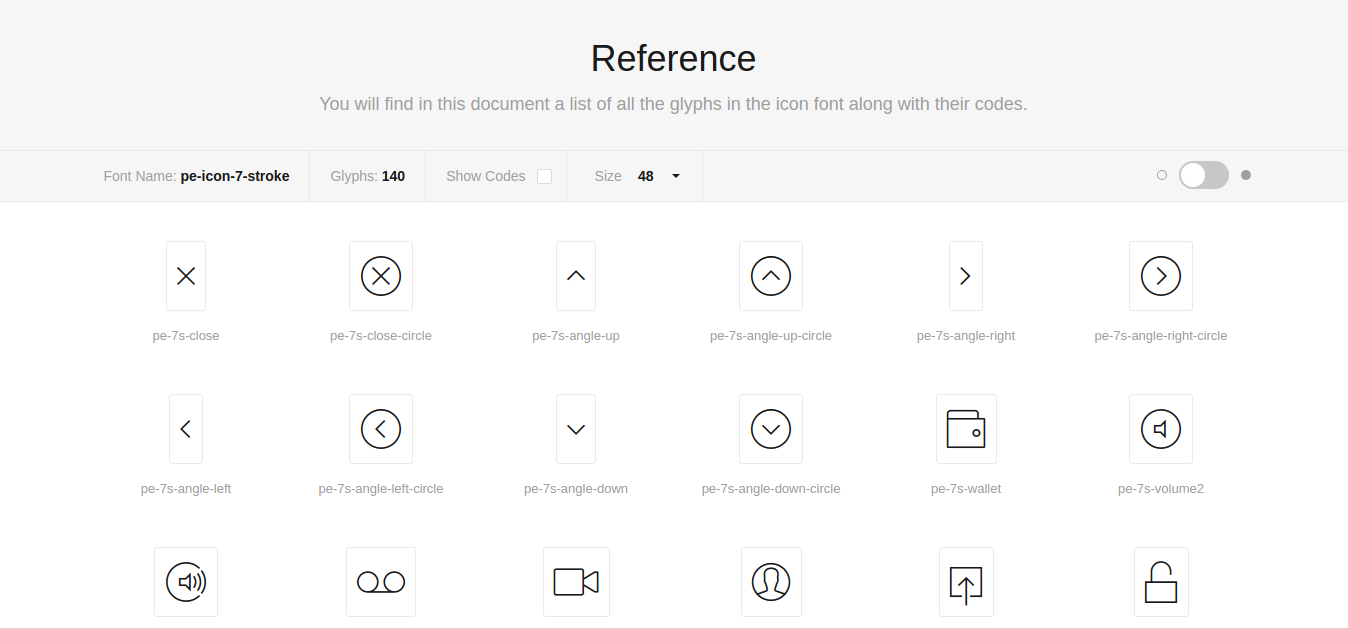 Reference
You will find in this document a list of all the glyphs in the icon font along with their codes.
Font Name: pe-icon-7-stroke Glyphs: 140 Show Codes Size 48
pe-7s-close pe-7s-close-circle pe-7s-angle-up pe-7s-angle-up-circle pe-7s-angle-right pe-7s-angle-right-circle
pe-7s-angle-left pe-7s-angle-left-circle pe-7s-angle-down pe-7s-angle-down-circle pe-7s-wallet pe-7s-volume2